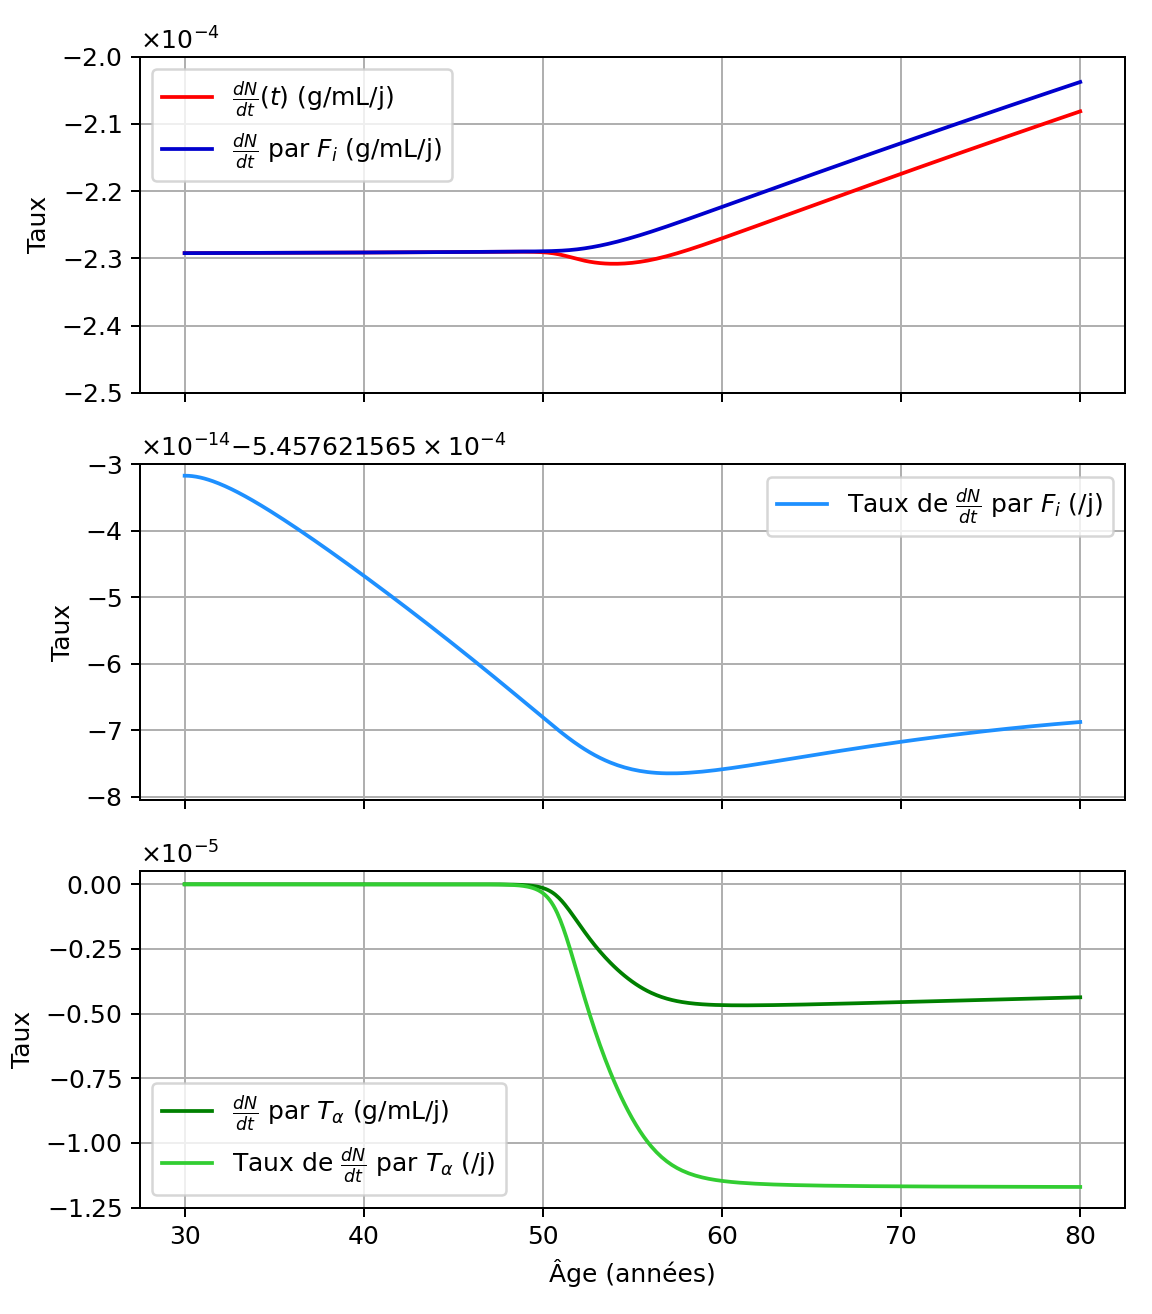 ×10⁻⁴
−2.0
−2.1
−2.2
−2.3
−2.4
−2.5
Taux
dN/dt(t) (g/mL/j)
dN/dt par F_i (g/mL/j)
×10⁻¹⁴−5.457621565 × 10⁻⁴
−3
−4
−5
−6
−7
−8
Taux
Taux de dN/dt par F_i (/j)
×10⁻⁵
0.00
−0.25
−0.50
−0.75
−1.00
−1.25
Taux
dN/dt par T_α (g/mL/j)
Taux de dN/dt par T_α (/j)
30 40 50 60 70 80
Âge (années)